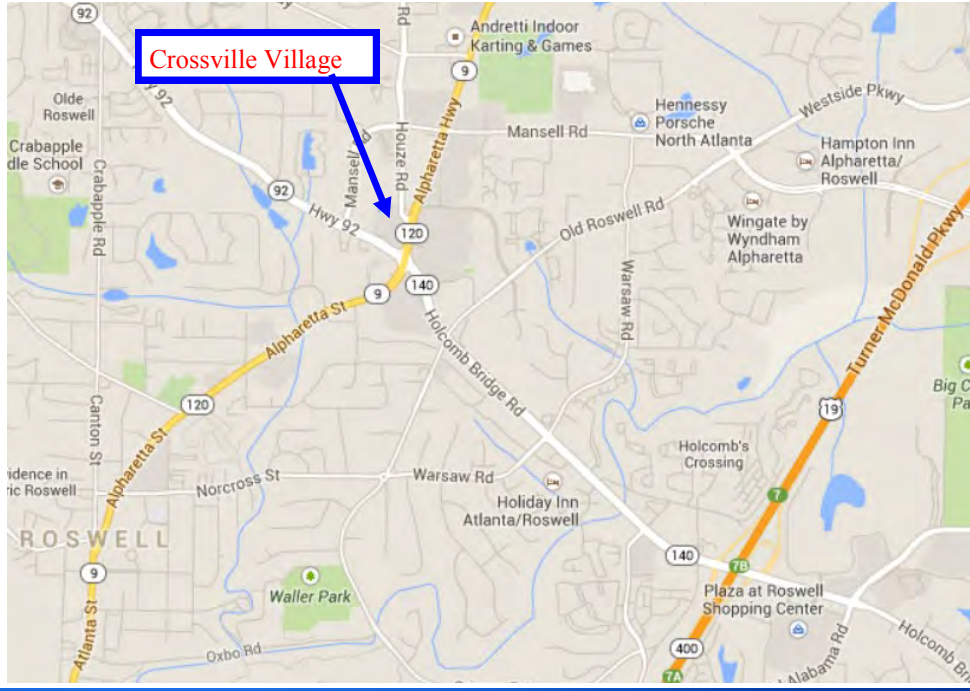 92
Rd
Andretti Indoor
Karting & Games
Crossville Village
9
Hwy 92
Olde
Roswell
Alpharetta Hwy
Westside Pkwy
Hennessy
Porsche
North Atlanta
Mansell Rd
Houze Rd
Mansell Rd
Crabapple
dle School
Hampton Inn
Alpharetta/
Roswell
Crabapple Rd
92
Hwy 92
Old Roswell Rd
Wingate by
Wyndham
Alpharetta
120
Turner McDonald Pkwy
Warsaw Rd
140
9
Alpharetta St
Holcomb Bridge Rd
Big C
Pa
120
19
Canton St
Alpharetta St
Holcomb's
Crossing
idence in
ric Roswell
Norcross St
Warsaw Rd
7
Holiday Inn
Atlanta/Roswell
ROSWELL
140
7B
9
Waller Park
Plaza at Roswell
Shopping Center
Atlanta St
Oxbo Rd
400
7A
Alabama Rd
Holcomb Br